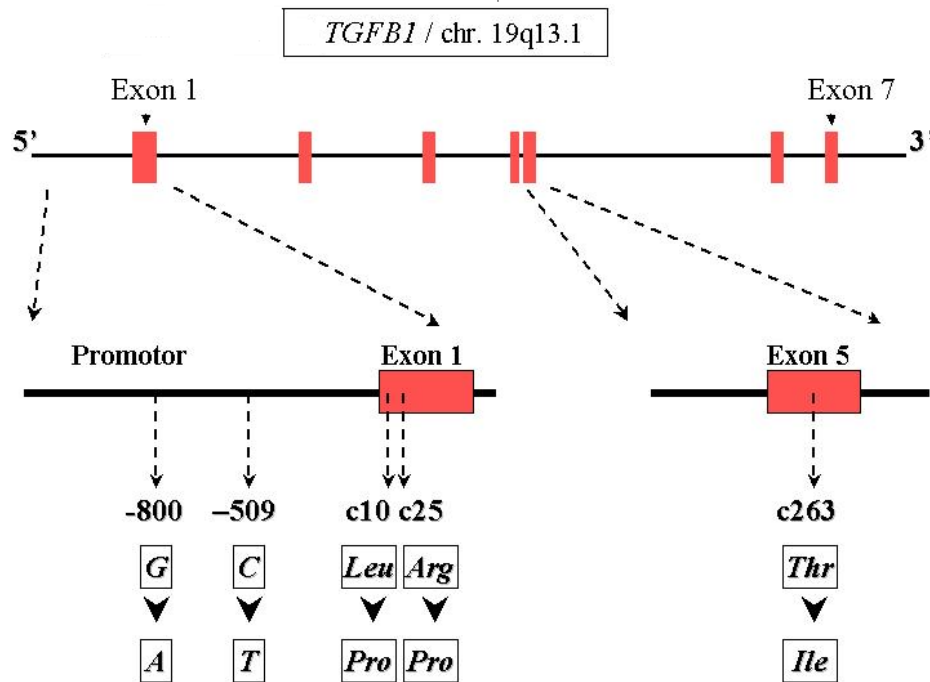 TGFB1 / chr. 19q13.1
Exon 1 Exon 7
5’ 3’
Promotor Exon 1 Exon 5
-800 –509 c10 c25 c263
G C Leu Arg Thr
A T Pro Pro Ile